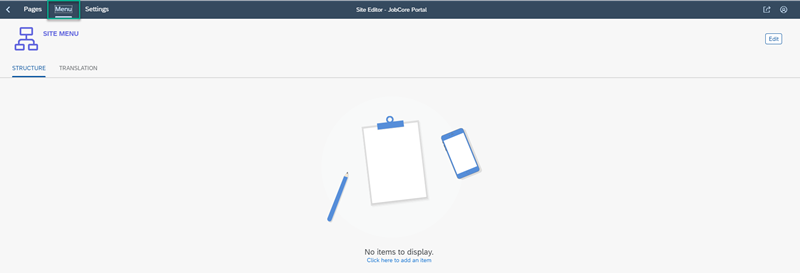 Pages Menu Settings Site Editor - JobCore Portal
SITE MENU
Edit
STRUCTURE TRANSLATION
No items to display.
Click here to add an item